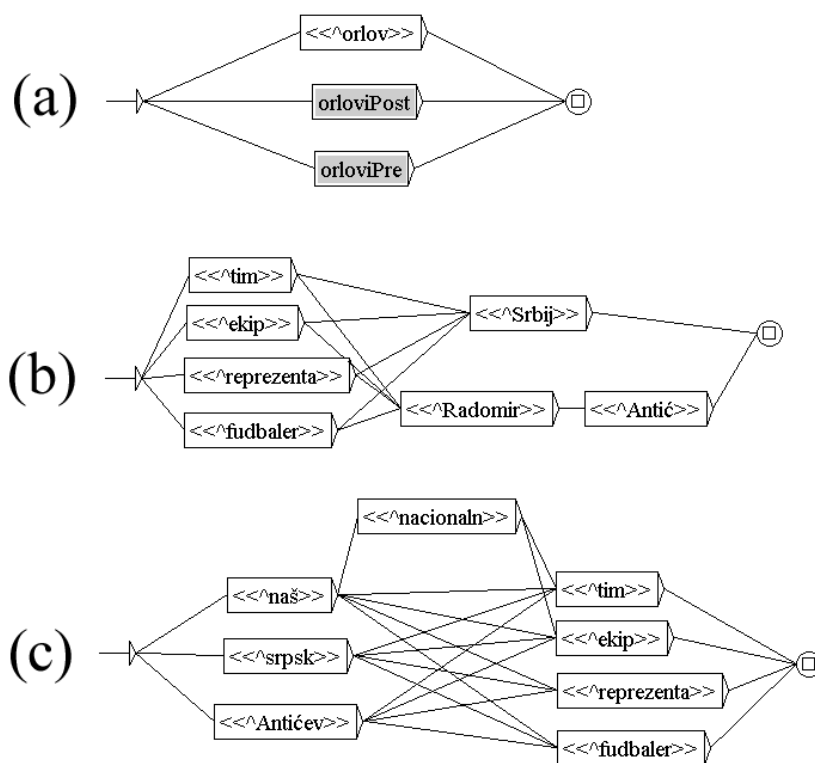 (a)
<<^orlov>>
orloviPost
orloviPre
(b)
<<^tim>>
<<^ekip>>
<<^reprezenta>>
<<^fudbaler>>
<<^Srbij>>
<<^Radomir>> <<^Antić>>
(c)
<<^nacionaln>>
<<^naš>>
<<^srpsk>>
<<^Antićev>>
<<^tim>>
<<^ekip>>
<<^reprezenta>>
<<^fudbaler>>